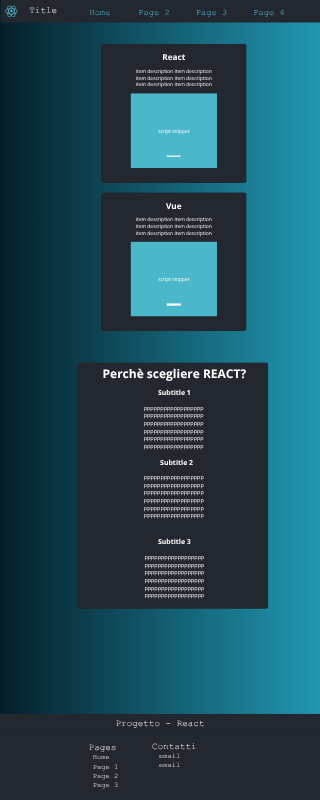 Title
Home
Page 2
Page 3
Page 4
React
item description item description
item description item description
item description item description
script snippet
Vue
item description item description
item description item description
item description item description
script snippet
Perchè scegliere REACT?
Subtitle 1
PPPPPPPPPPPPPPPPPP
PPPPPPPPPPPPPPPPPP
PPPPPPPPPPPPPPPPPP
PPPPPPPPPPPPPPPPPP
PPPPPPPPPPPPPPPPPP
PPPPPPPPPPPPPPPPPP
Subtitle 2
PPPPPPPPPPPPPPPPPP
PPPPPPPPPPPPPPPPPP
PPPPPPPPPPPPPPPPPP
PPPPPPPPPPPPPPPPPP
PPPPPPPPPPPPPPPPPP
PPPPPPPPPPPPPPPPPP
Subtitle 3
PPPPPPPPPPPPPPPPPP
PPPPPPPPPPPPPPPPPP
PPPPPPPPPPPPPPPPPP
PPPPPPPPPPPPPPPPPP
PPPPPPPPPPPPPPPPPP
PPPPPPPPPPPPPPPPPP
Progetto - React
Pages
Home
Page 1
Page 2
Page 3
Contatti
email
email